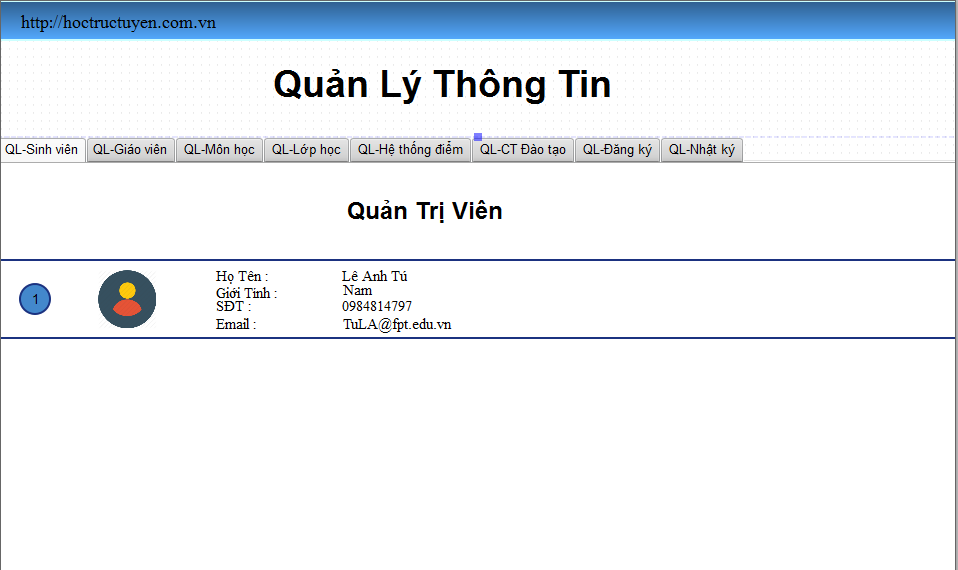 http://hoctructuyen.com.vn
Quản Lý Thông Tin
QL-Sinh viên QL-Giáo viên QL-Môn học QL-Lớp học QL-Hệ thống điểm QL-CT Đào tạo QL-Đăng ký QL-Nhật ký
Quản Trị Viên
1
Họ Tên : Lê Anh Tú
Giới Tính : Nam
SĐT : 0984814797
Email : TuLA@fpt.edu.vn